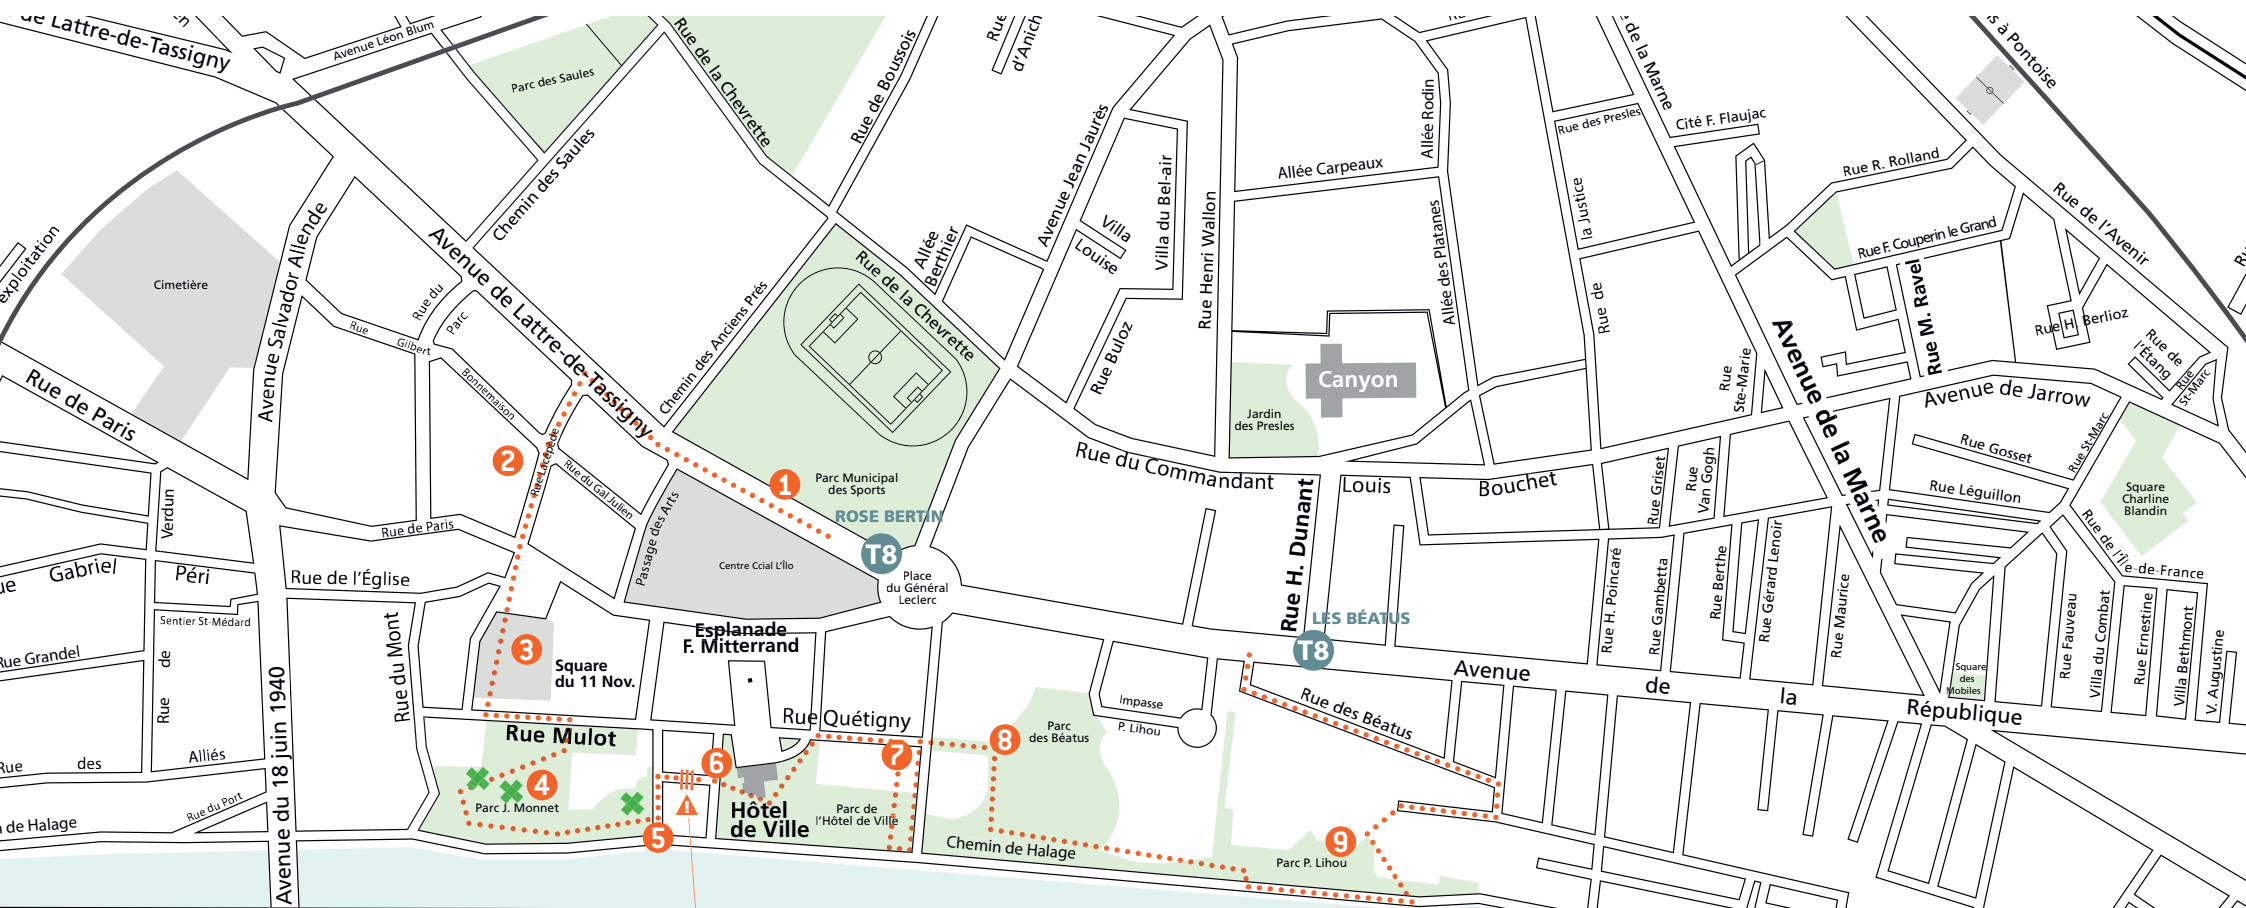 de Lattre-de-Tassigny
Avenue Léon Blum
Parc des Saules
Rue de la Chevrette
Rue de Boussois
Rue
d'Anich
Avenue Jean Jaurès
Villa du Bel-air
Villa
Louise
Rue Henri Wallon
Allée Carpeaux
Allée Rodin
Allée des Platanes
Rue des Presles
la Justice
Rue de
de la Marne
Cité F. Flaujac
Rue R. Rolland
Rue F. Couperin le Grand
Rue M. Ravel
Rue de l'Avenir
à Pontoise
Rue H. Berlioz
Rue de
l'Étang
Rue
St-Marc
exploitation
Cimetière
Avenue Salvador Allende
Chemin des Saules
Avenue de Lattre-de-Tassigny
Rue du
Parc
Rue
Gilbert
Bonnemaison
Chemin des Anciens Prés
Rue de la Chevrette
Allée
Berthier
Rue Buloz
Canyon
Jardin
des Presles
Rue
Ste-Marie
Avenue de la Marne
Avenue de Jarrow
Rue Gosset
Rue St-Marc
Rue Léguillon
Square
Charline
Blandin
Rue de Paris
2
Rue Lacépède
Rue du Gal Julien
1
Parc Municipal
des Sports
ROSE BERTIN
T8
Rue du Commandant
Louis
Bouchet
Rue Griset
Rue
Van Gogh
Rue de l'Île-de-France
Verdun
Rue de Paris
Passage des Arts
Centre Ccial L'Îlo
Place
du Général
Leclerc
Rue H. Dunant
LES BÉATUS
T8
Rue H. Poincaré
Rue Gambetta
Rue Berthe
Rue Gérard Lenoir
Rue Maurice
Gabriel
Péri
Rue de l'Église
Sentier St-Médard
Rue Grandel
de
Rue
Rue du Mont
3
Square
du 11 Nov.
Esplanade
F. Mitterrand
Rue Fauveau
Villa du Combat
Rue Ernestine
Villa Bethmont
V. Augustine
Square
des
Mobiles
Avenue
de
la
République
Impasse
P. Lihou
Rue des Béatus
Rue Mulot
Rue Quétigny
Parc
des Béatus
8
7
6
Rue
des
Alliés
Rue du Port
de Halage
Avenue du 18 juin 1940
4
Parc J. Monnet
5
!
Hôtel
de Ville
Parc de
l'Hôtel de Ville
Chemin de Halage
9
Parc P. Lihou